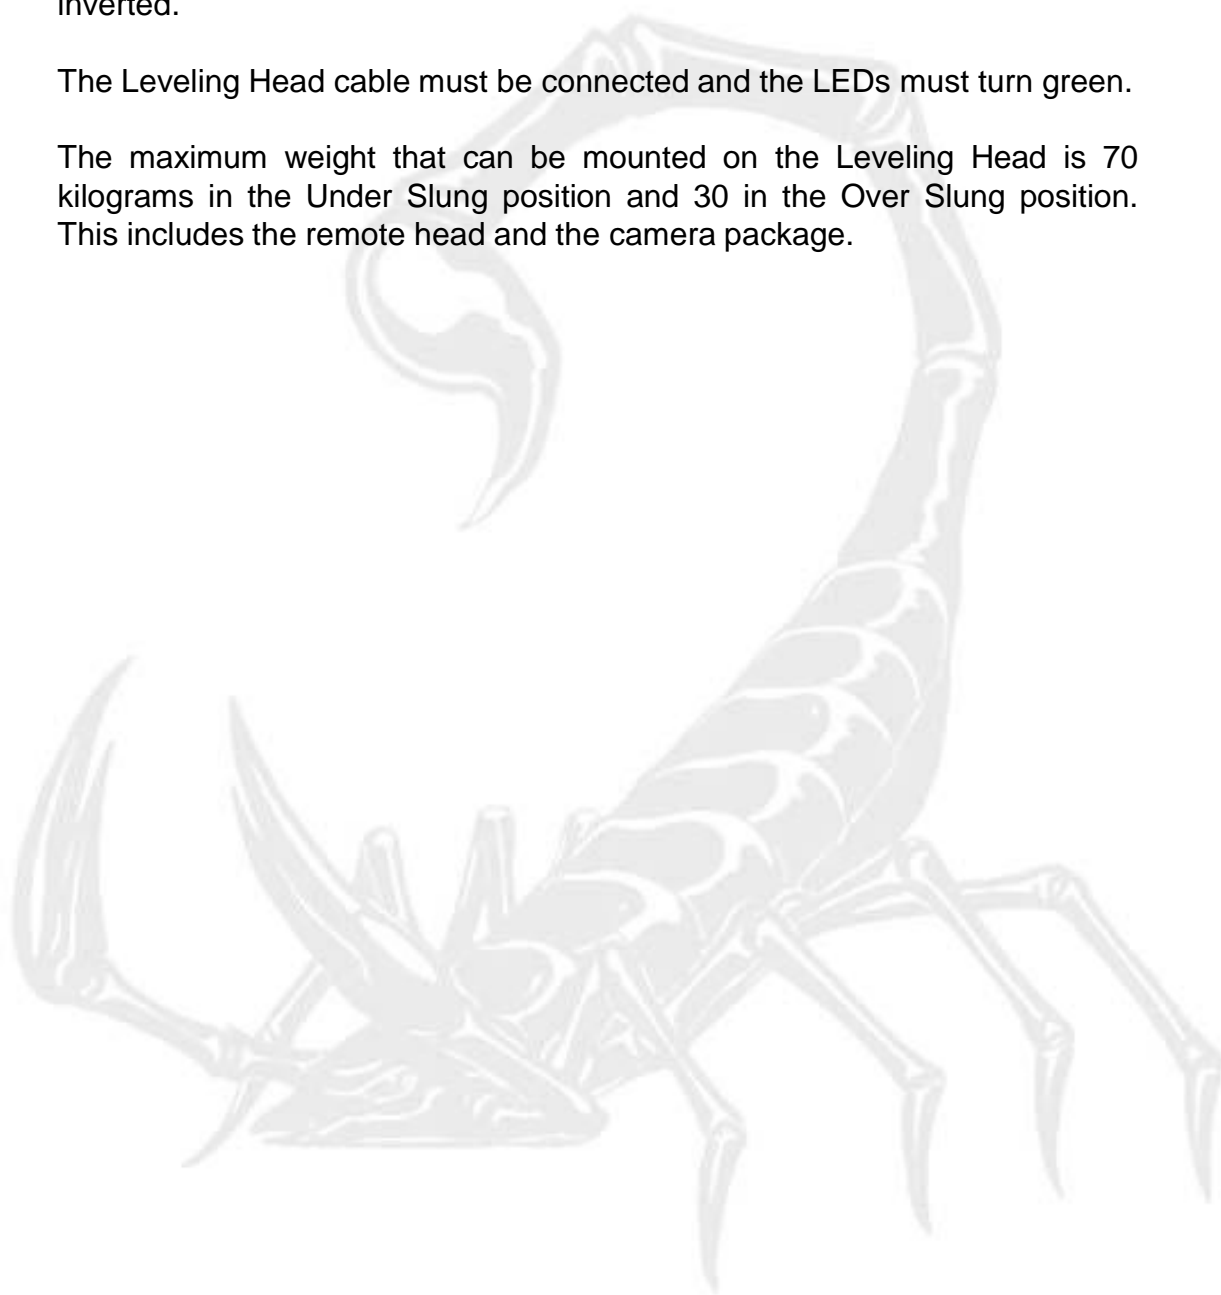 inverted.
The Leveling Head cable must be connected and the LEDs must turn green.
The maximum weight that can be mounted on the Leveling Head is 70
kilograms in the Under Slung position and 30 in the Over Slung position.
This includes the remote head and the camera package.